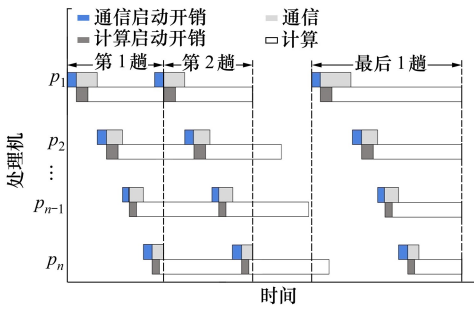 通信启动开销 通信
计算启动开销 计算
第1趟 第2趟 最后1趟
p1
p2
⋮
pn−1
pn
处理机
时间